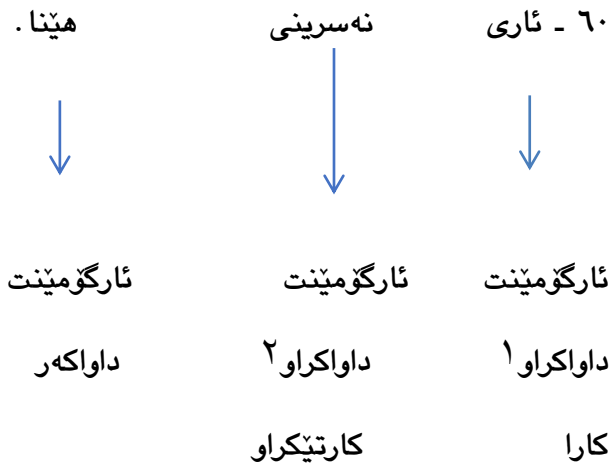 ٦٠ - ئاری نەسرینی هێنا.
ئارگۆمێنت ئارگۆمێنت ئارگۆمێنت
داواکراو١ داواکراو٢ داواکەر
کارا کارتێکراو